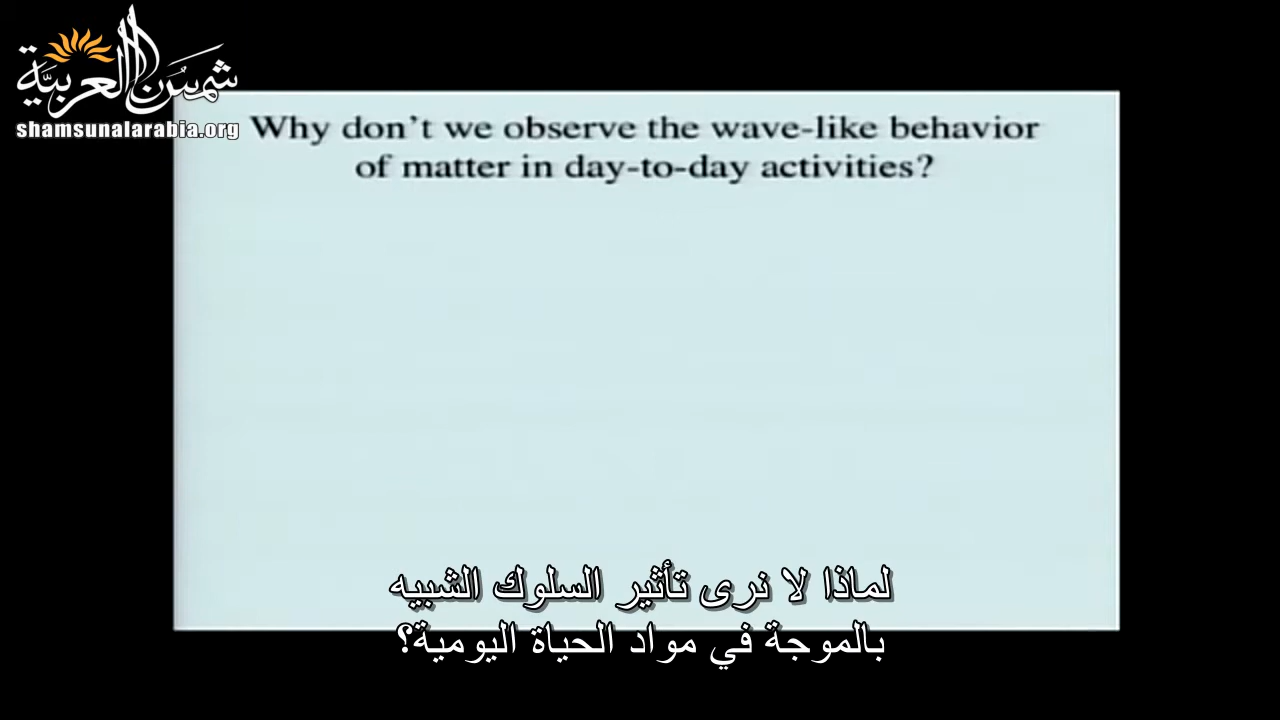 شمس العربية
shamsunalarabia.org
Why don't we observe the wave-like behavior
of matter in day-to-day activities?
لماذا لا نرى تأثير السلوك الشبيه
بالموجة في مواد الحياة اليومية؟